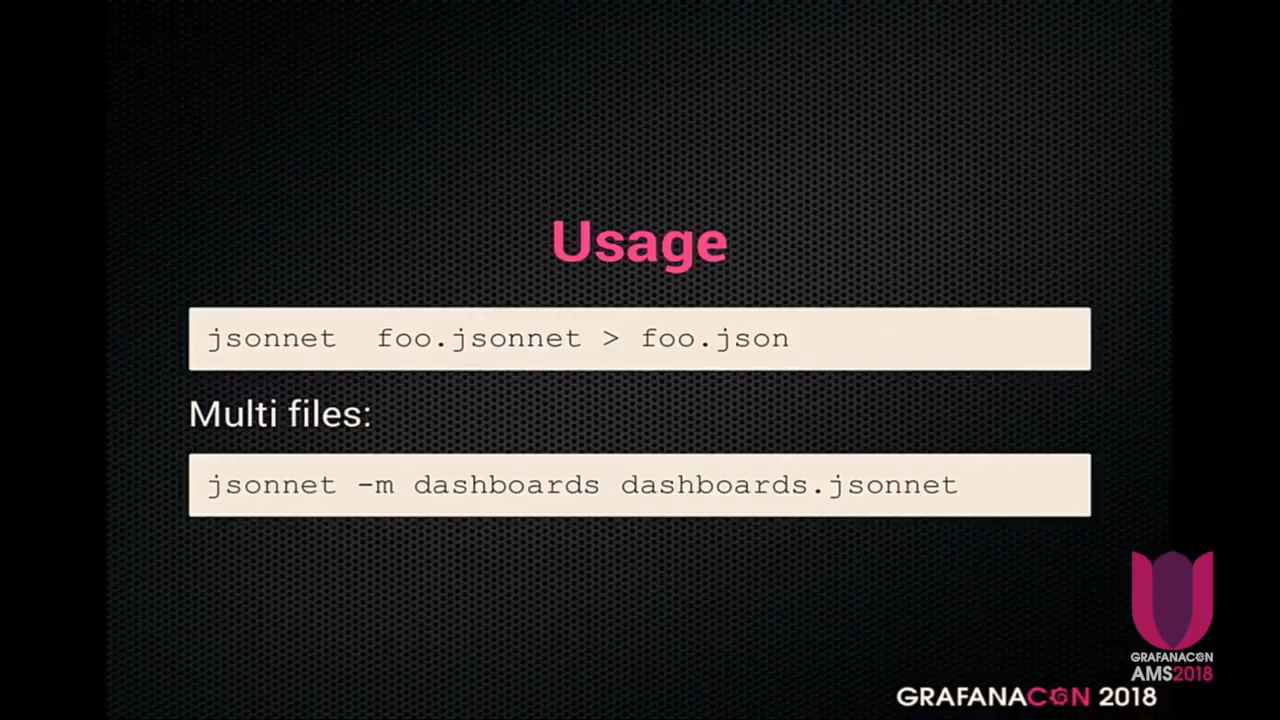 Usage
jsonnet  foo.jsonnet > foo.json
Multi files:
jsonnet -m dashboards dashboards.jsonnet
GRAFANACON
AMS2018
GRAFANACON 2018